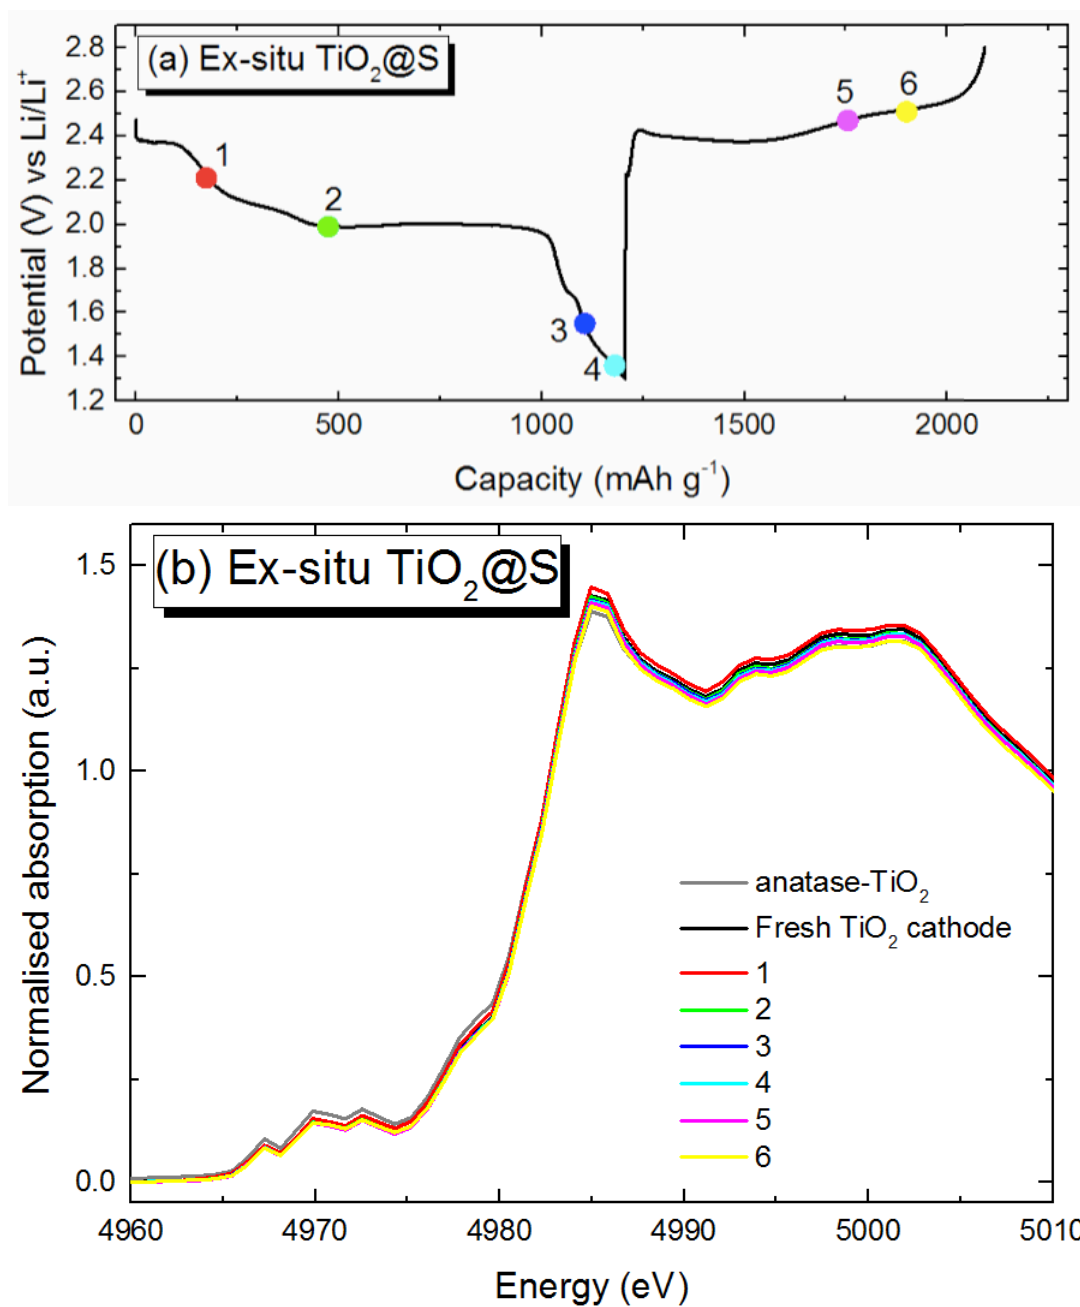 (a) Ex-situ TiO₂@S
Potential (V) vs Li/Li⁺
2.8
2.6
2.4
2.2
2.0
1.8
1.6
1.4
1.2
1
2
3
4
5
6
0 500 1000 1500 2000
Capacity (mAh g⁻¹)
(b) Ex-situ TiO₂@S
Normalised absorption (a.u.)
1.5
1.0
0.5
0.0
anatase-TiO₂
Fresh TiO₂ cathode
1
2
3
4
5
6
4960 4970 4980 4990 5000 5010
Energy (eV)